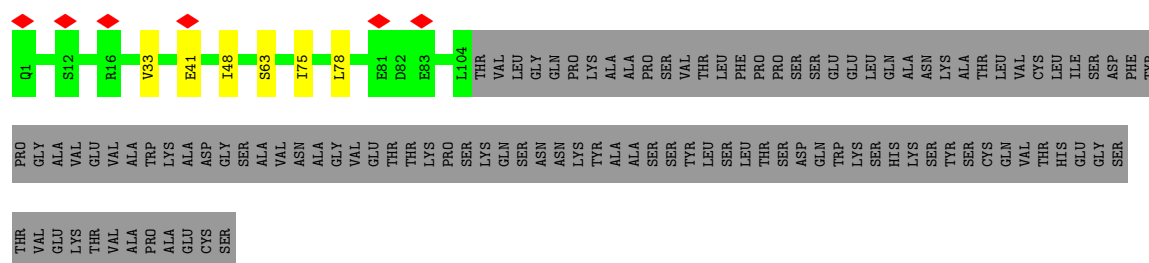 Q1 S12 R16 V33 E41 I48 S63 I75 L78 E81 D82 E83 L104 THR VAL LEU GLY GLN PRO LYS ALA ALA PRO SER VAL THR LEU PHE PRO PRO SER SER GLU GLU LEU GLN ALA ASN LYS ALA THR LEU VAL CYS LEU ILE SER ASP PHE TYR
PRO GLY ALA VAL GLU VAL ALA TRP LYS ALA ASP GLY SER ALA VAL ASN ALA GLY VAL GLU THR THR LYS PRO SER LYS GLN SER ASN ASN LYS TYR ALA ALA SER SER TYR LEU SER LEU THR SER ASP GLN TRP LYS SER HIS LYS SER TYR SER CYS GLN VAL THR HIS GLU GLY SER
THR VAL GLU LYS THR VAL ALA PRO ALA GLU CYS SER